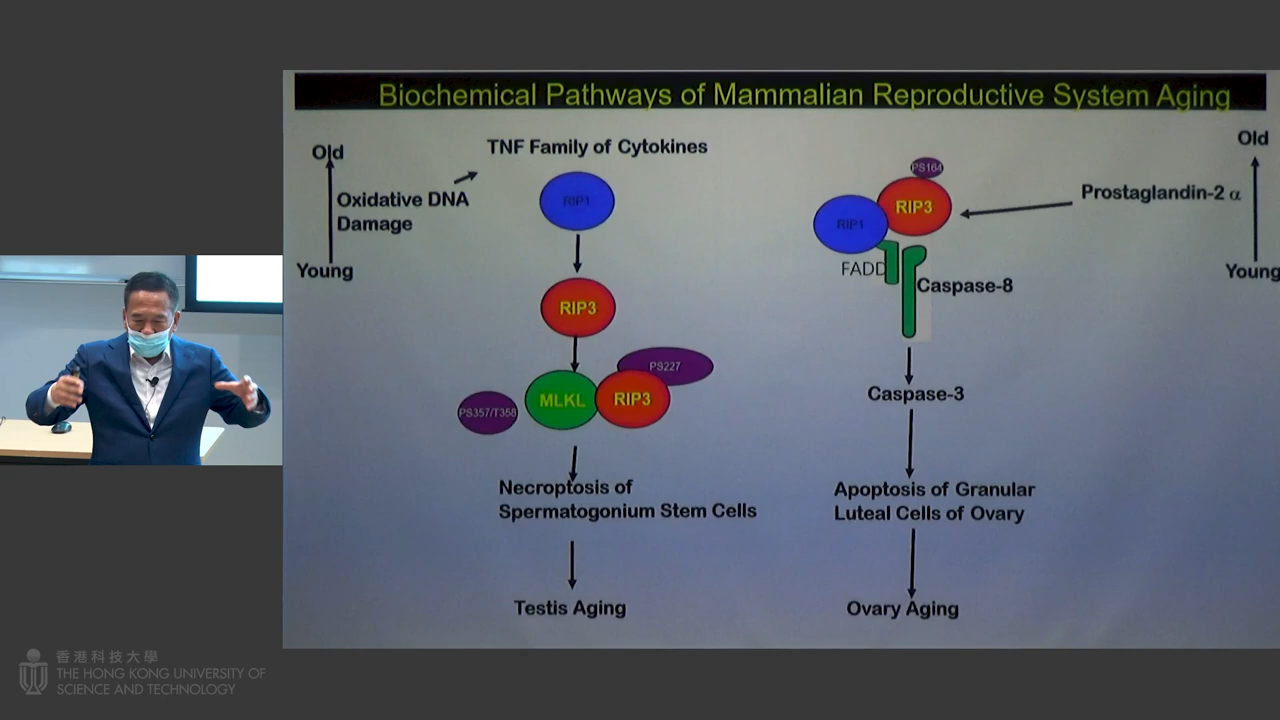 Biochemical Pathways of Mammalian Reproductive System Aging
Old
Oxidative DNA
Damage
Young
TNF Family of Cytokines
RIP1
RIP3
PS227
PS357/T358
MLKL
RIP3
Necroptosis of
Spermatogonium Stem Cells
Testis Aging
PS164
RIP3
RIP1
FADD
Caspase-8
Caspase-3
Apoptosis of Granular
Luteal Cells of Ovary
Ovary Aging
Old
Prostaglandin-2 α
Young
香港科技大學
THE HONG KONG UNIVERSITY OF
SCIENCE AND TECHNOLOGY